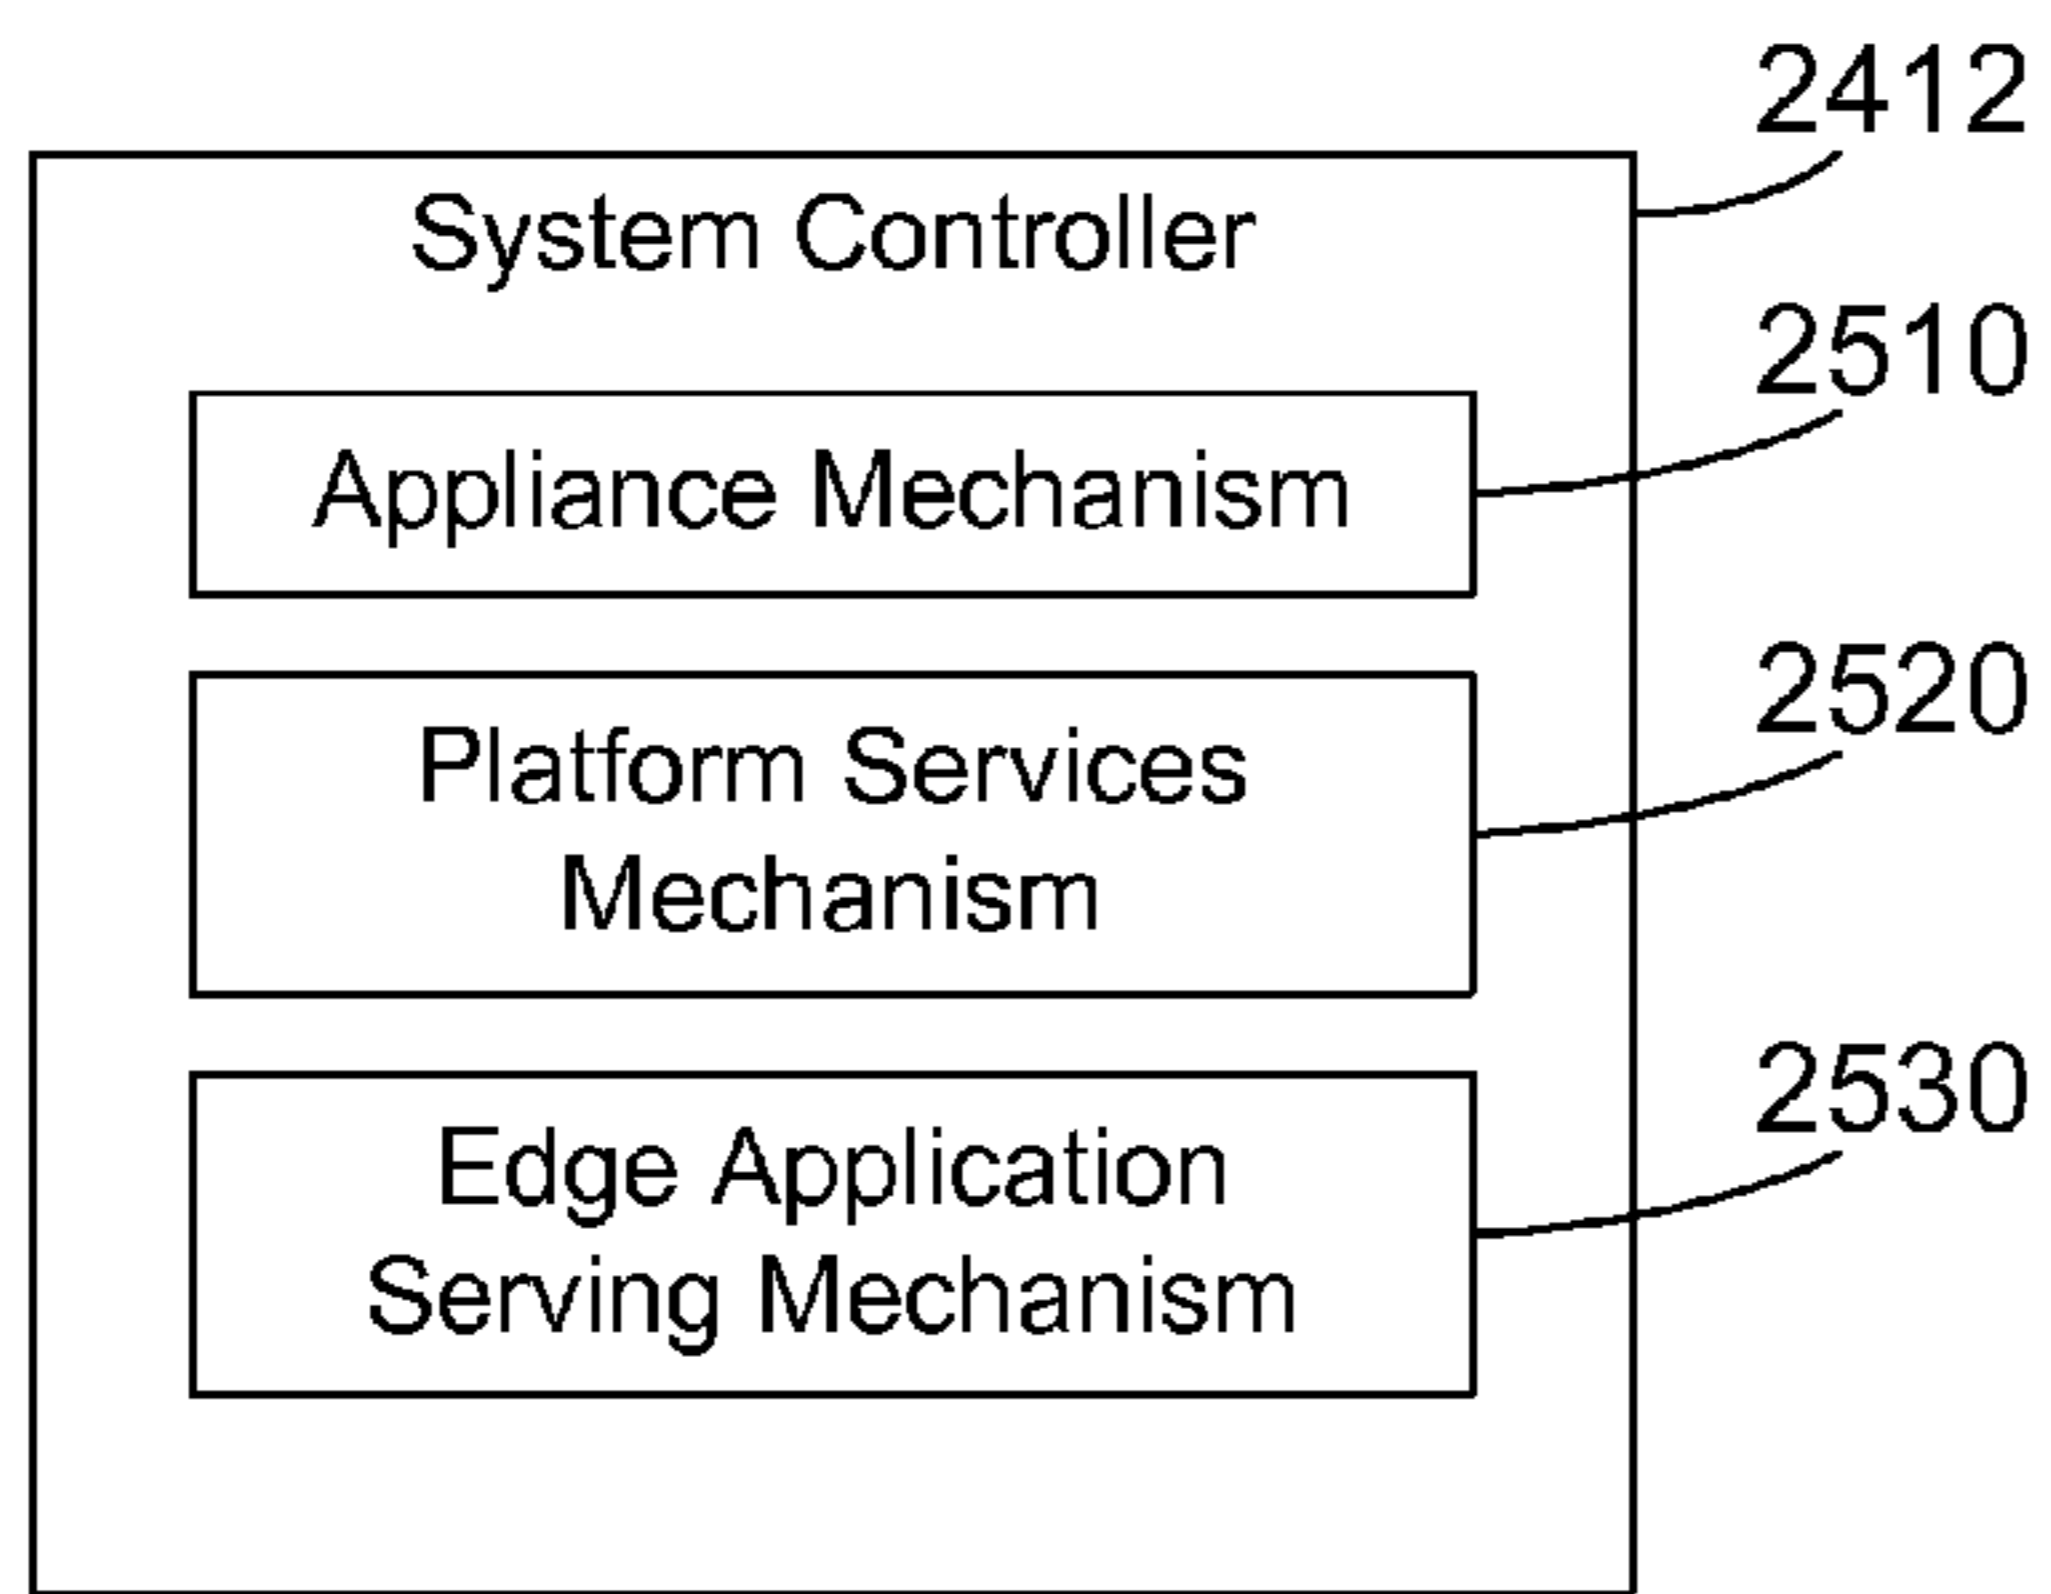 2412
System Controller
2510
Appliance Mechanism
2520
Platform Services
Mechanism
2530
Edge Application
Serving Mechanism